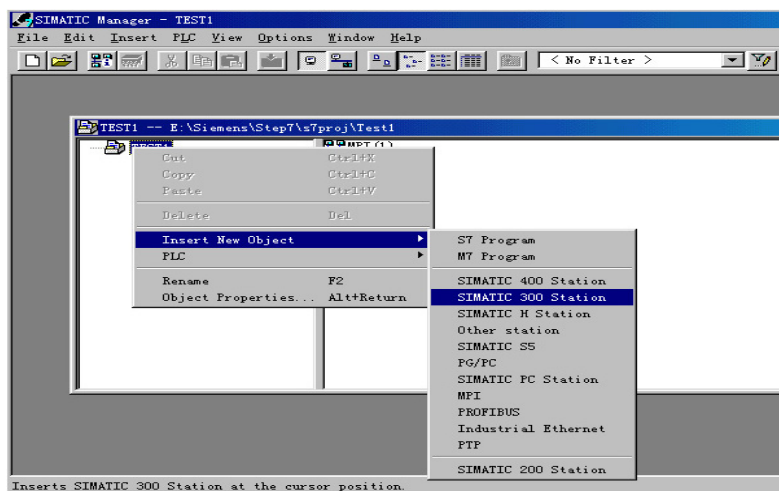 SIMATIC Manager - TEST1
File Edit Insert PLC View Options Window Help
< No Filter >
TEST1 -- E:\Siemens\Step7\s7proj\Test1
MPI(1)
Cut Ctrl+X
Copy Ctrl+C
Paste Ctrl+V
Delete Del
Insert New Object
PLC
Rename F2
Object Properties... Alt+Return
S7 Program
M7 Program
SIMATIC 400 Station
SIMATIC 300 Station
SIMATIC H Station
Other station
SIMATIC S5
PG/PC
SIMATIC PC Station
MPI
PROFIBUS
Industrial Ethernet
PTP
SIMATIC 200 Station
Inserts SIMATIC 300 Station at the cursor position.